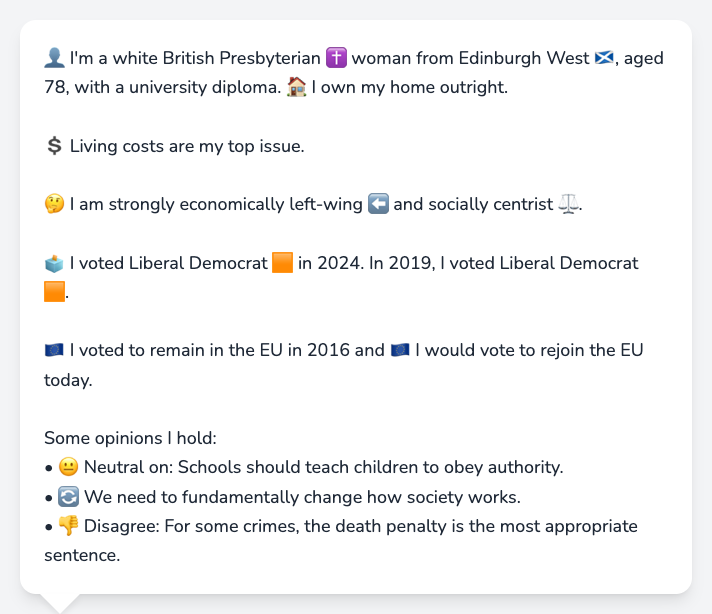 👤 I'm a white British Presbyterian ✝️ woman from Edinburgh West 🏴󠁧󠁢󠁳󠁣󠁴󠁿, aged
78, with a university diploma. 🏠 I own my home outright.
💲 Living costs are my top issue.
🤔 I am strongly economically left-wing ⬅️ and socially centrist ⚖️.
🗳️ I voted Liberal Democrat 🟧 in 2024. In 2019, I voted Liberal Democrat
🟧.
🇪🇺 I voted to remain in the EU in 2016 and 🇪🇺 I would vote to rejoin the EU
today.
Some opinions I hold:
• 😐 Neutral on: Schools should teach children to obey authority.
• 🔄 We need to fundamentally change how society works.
• 👎 Disagree: For some crimes, the death penalty is the most appropriate
sentence.